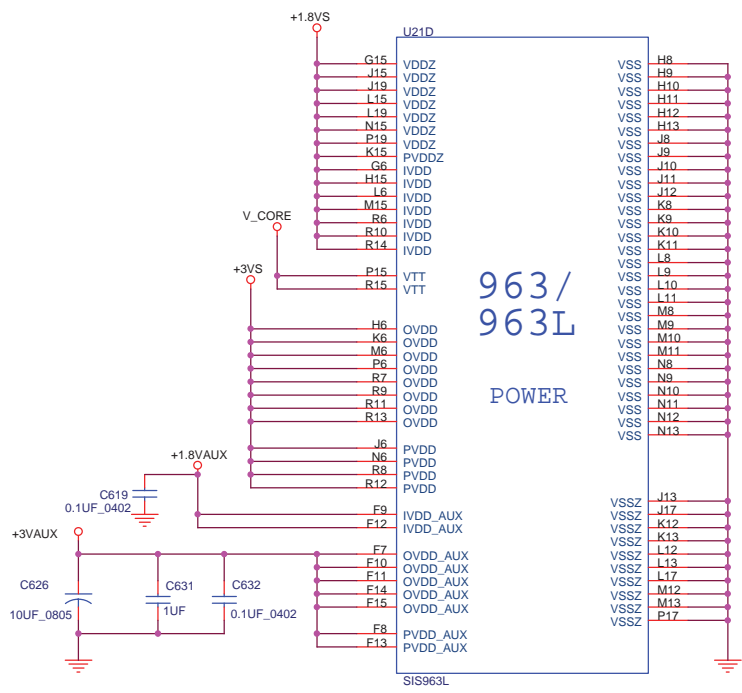 +1.8VS
U21D
G15 VDDZ VSS H8
J15 VDDZ VSS H9
J19 VDDZ VSS H10
L15 VDDZ VSS H11
L19 VDDZ VSS H12
N15 VDDZ VSS H13
P19 VDDZ VSS J8
K15 PVDDZ VSS J9
G6 IVDD VSS J10
H15 IVDD VSS J11
L6 IVDD VSS J12
M15 IVDD VSS K8
R6 IVDD VSS K9
R10 IVDD VSS K10
R14 IVDD VSS K11
V_CORE
VSS L8
P15 VTT VSS L9
R15 VTT VSS L10
+3VS
VSS L11
963/
963L
VSS M8
H6 OVDD VSS M9
K6 OVDD VSS M10
M6 OVDD VSS M11
P6 OVDD VSS N8
R7 OVDD VSS N9
R9 OVDD VSS N10
R11 OVDD VSS N11
R13 OVDD VSS N12
VSS N13
POWER
J6 PVDD
N6 PVDD
R8 PVDD
R12 PVDD
+1.8VAUX
C619
0.1UF_0402
F9 IVDD_AUX
F12 IVDD_AUX
VSSZ J13
VSSZ J17
VSSZ K12
VSSZ K13
+3VAUX
F7 OVDD_AUX VSSZ L12
F10 OVDD_AUX VSSZ L13
F11 OVDD_AUX VSSZ L17
F14 OVDD_AUX VSSZ M12
F15 OVDD_AUX VSSZ M13
VSSZ P17
F8 PVDD_AUX
F13 PVDD_AUX
C626
10UF_0805
C631
1UF
C632
0.1UF_0402
SIS963L